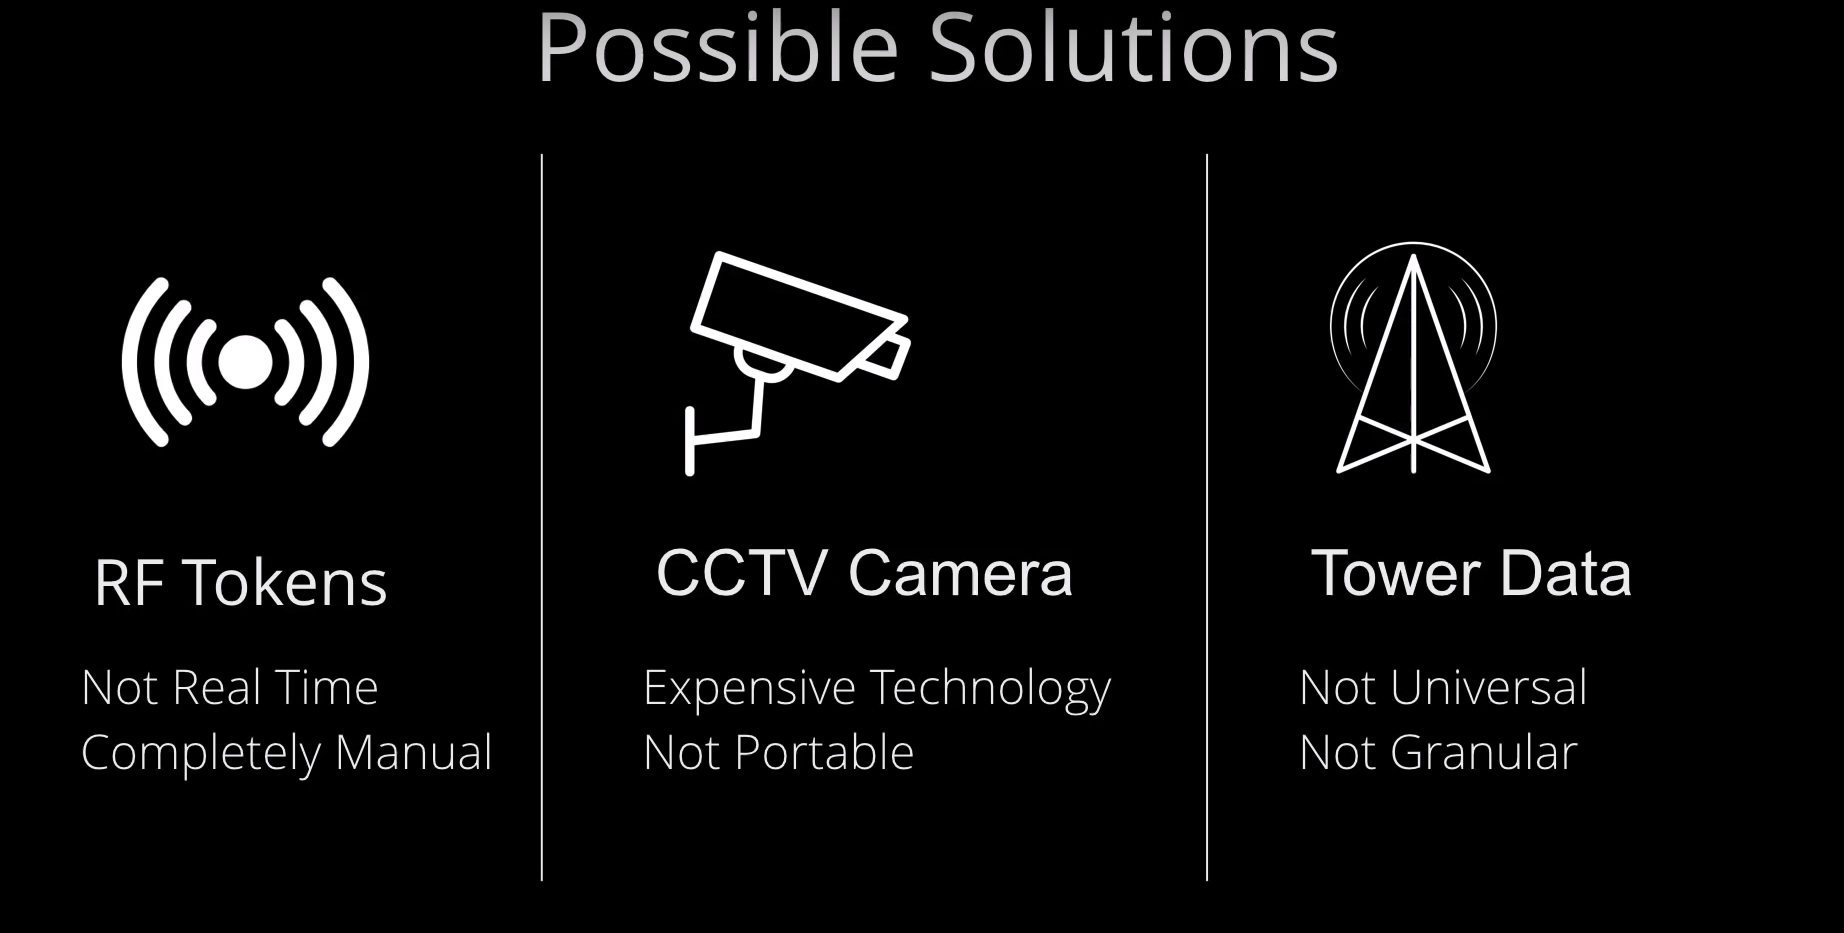 Possible Solutions
RF Tokens
Not Real Time
Completely Manual
CCTV Camera
Expensive Technology
Not Portable
Tower Data
Not Universal
Not Granular